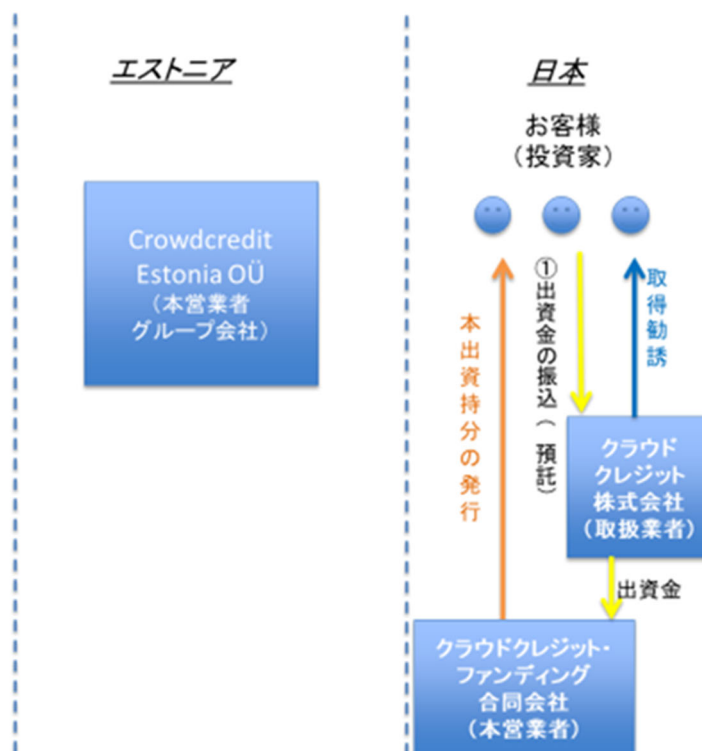 エストニア
Crowdcredit
Estonia OÜ
（本営業者
グループ会社）
日本
お客様
（投資家）
本出資持分の発行
①出資金の振込（預託）
取得勧誘
クラウド
クレジット
株式会社
（取扱業者）
出資金
クラウドクレジット・
ファンディング
合同会社
（本営業者）